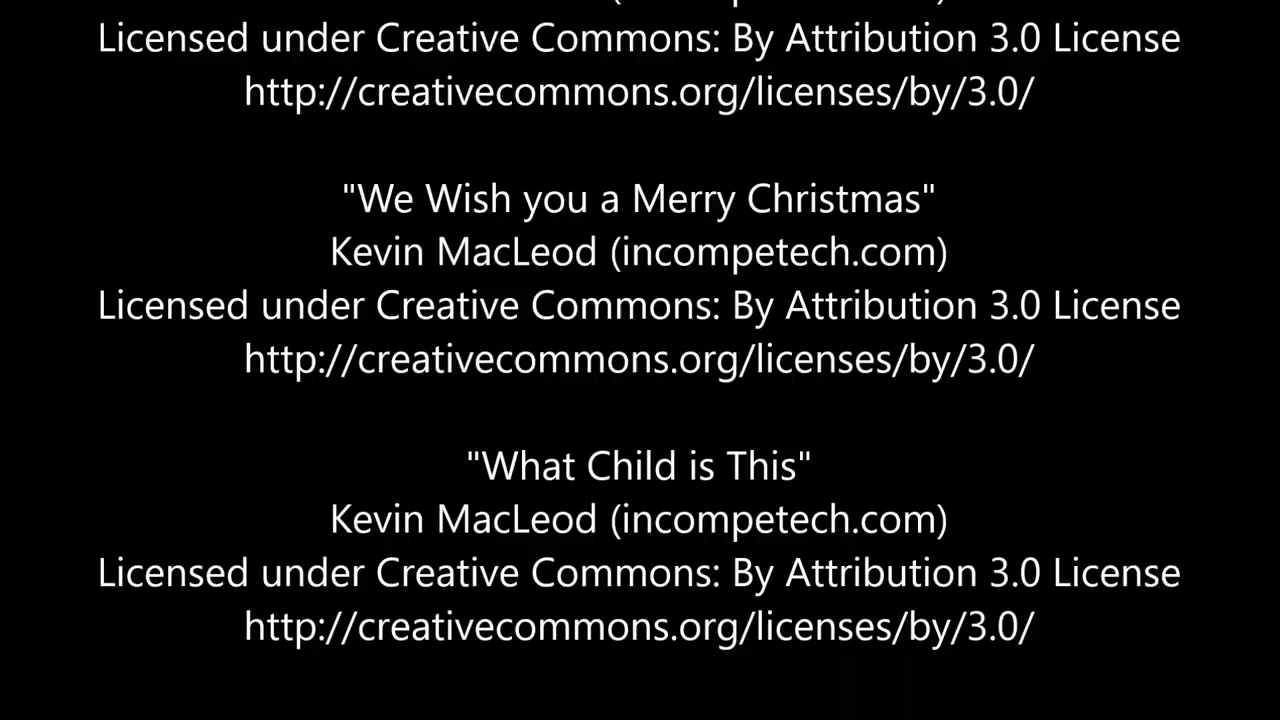 Licensed under Creative Commons: By Attribution 3.0 License
http://creativecommons.org/licenses/by/3.0/
"We Wish you a Merry Christmas"
Kevin MacLeod (incompetech.com)
Licensed under Creative Commons: By Attribution 3.0 License
http://creativecommons.org/licenses/by/3.0/
"What Child is This"
Kevin MacLeod (incompetech.com)
Licensed under Creative Commons: By Attribution 3.0 License
http://creativecommons.org/licenses/by/3.0/